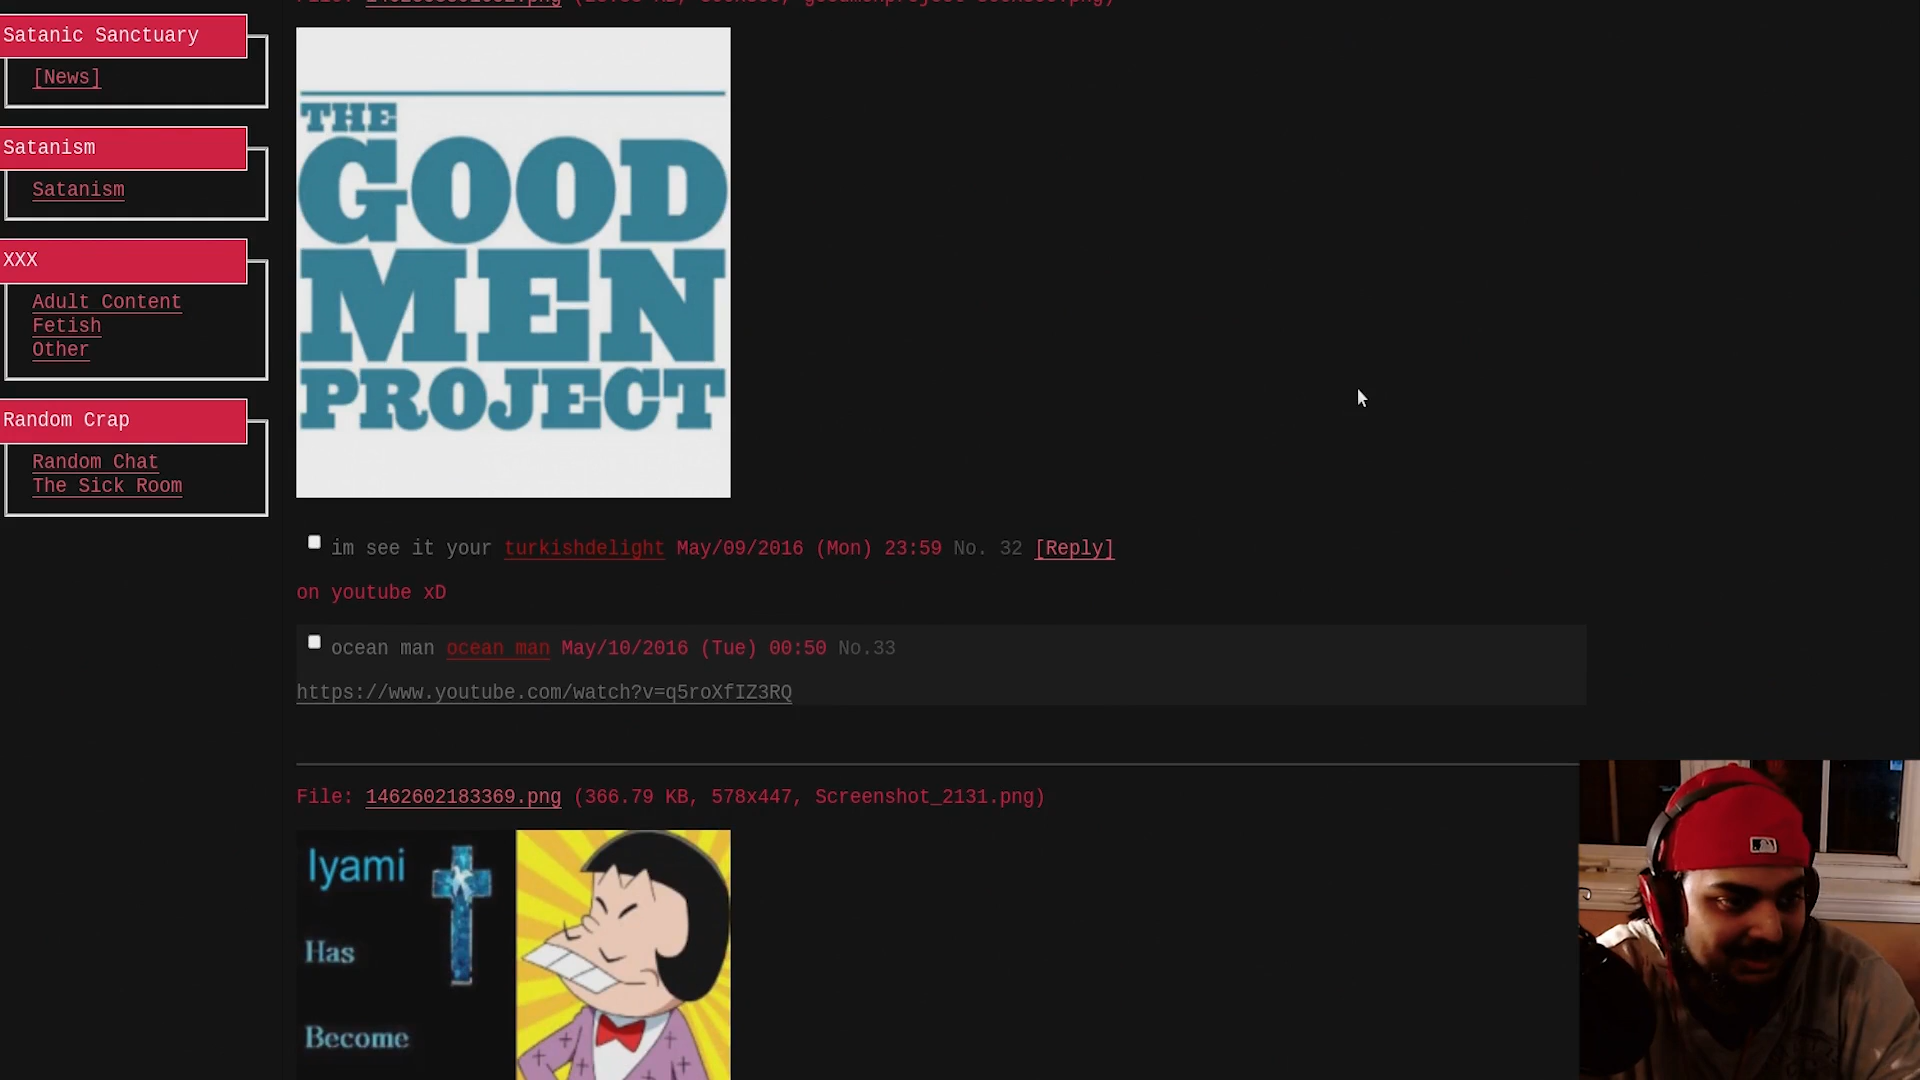 Satanic Sanctuary
[News]
Satanism
Satanism
XXX
Adult Content
Fetish
Other
Random Crap
Random Chat
The Sick Room
THE
GOOD
MEN
PROJECT
im see it your turkishdelight May/09/2016 (Mon) 23:59 No. 32 [Reply]
on youtube xD
ocean man ocean man May/10/2016 (Tue) 00:50 No.33
https://www.youtube.com/watch?v=q5roXfIZ3RQ
File: 1462602183369.png (366.79 KB, 578x447, Screenshot_2131.png)
Iyami
Has
Become